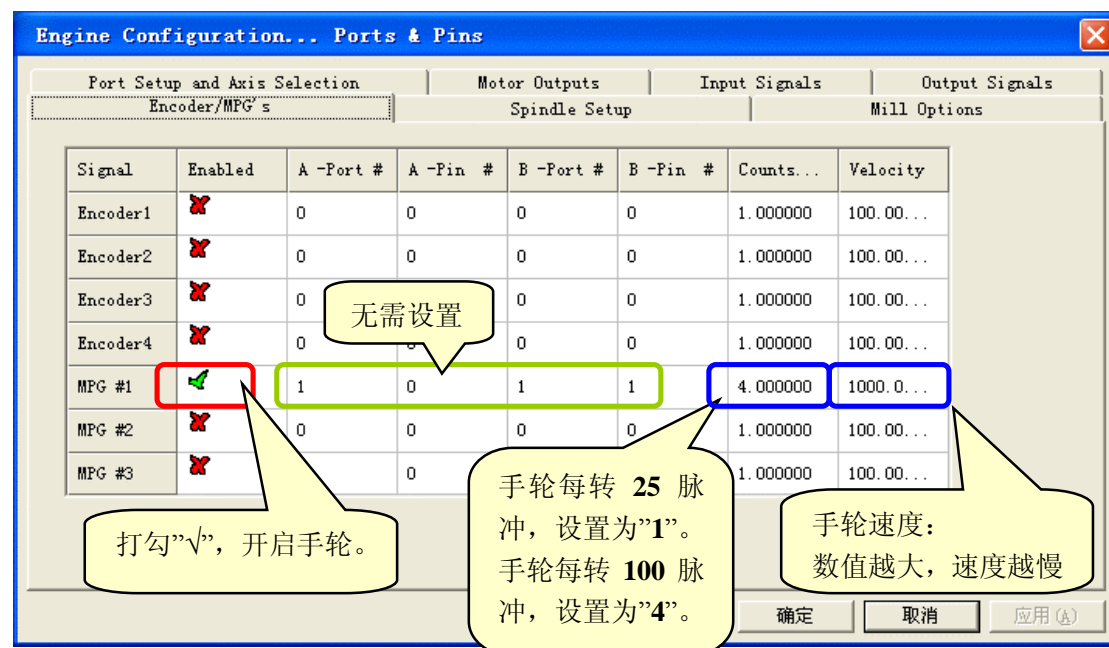 Engine Configuration... Ports & Pins
Port Setup and Axis Selection Motor Outputs Input Signals Output Signals
Encoder/MPG's Spindle Setup Mill Options
Signal Enabled A -Port # A -Pin # B -Port # B -Pin # Counts... Velocity
Encoder1 0 0 0 0 1.000000 100.00...
Encoder2 0 0 0 0 1.000000 100.00...
Encoder3 0 0 0 1.000000 100.00...
无需设置
Encoder4 0 0 0 0 1.000000 100.00...
MPG #1 1 0 1 1 4.000000 1000.0...
MPG #2 0 0 0 0 1.000000 100.00...
MPG #3 0 1.000000 100.00...
打勾”√”，开启手轮。
手轮每转 25 脉
冲，设置为”1”。
手轮每转 100 脉
冲，设置为”4”。
手轮速度：
数值越大，速度越慢
确定 取消 应用(A)